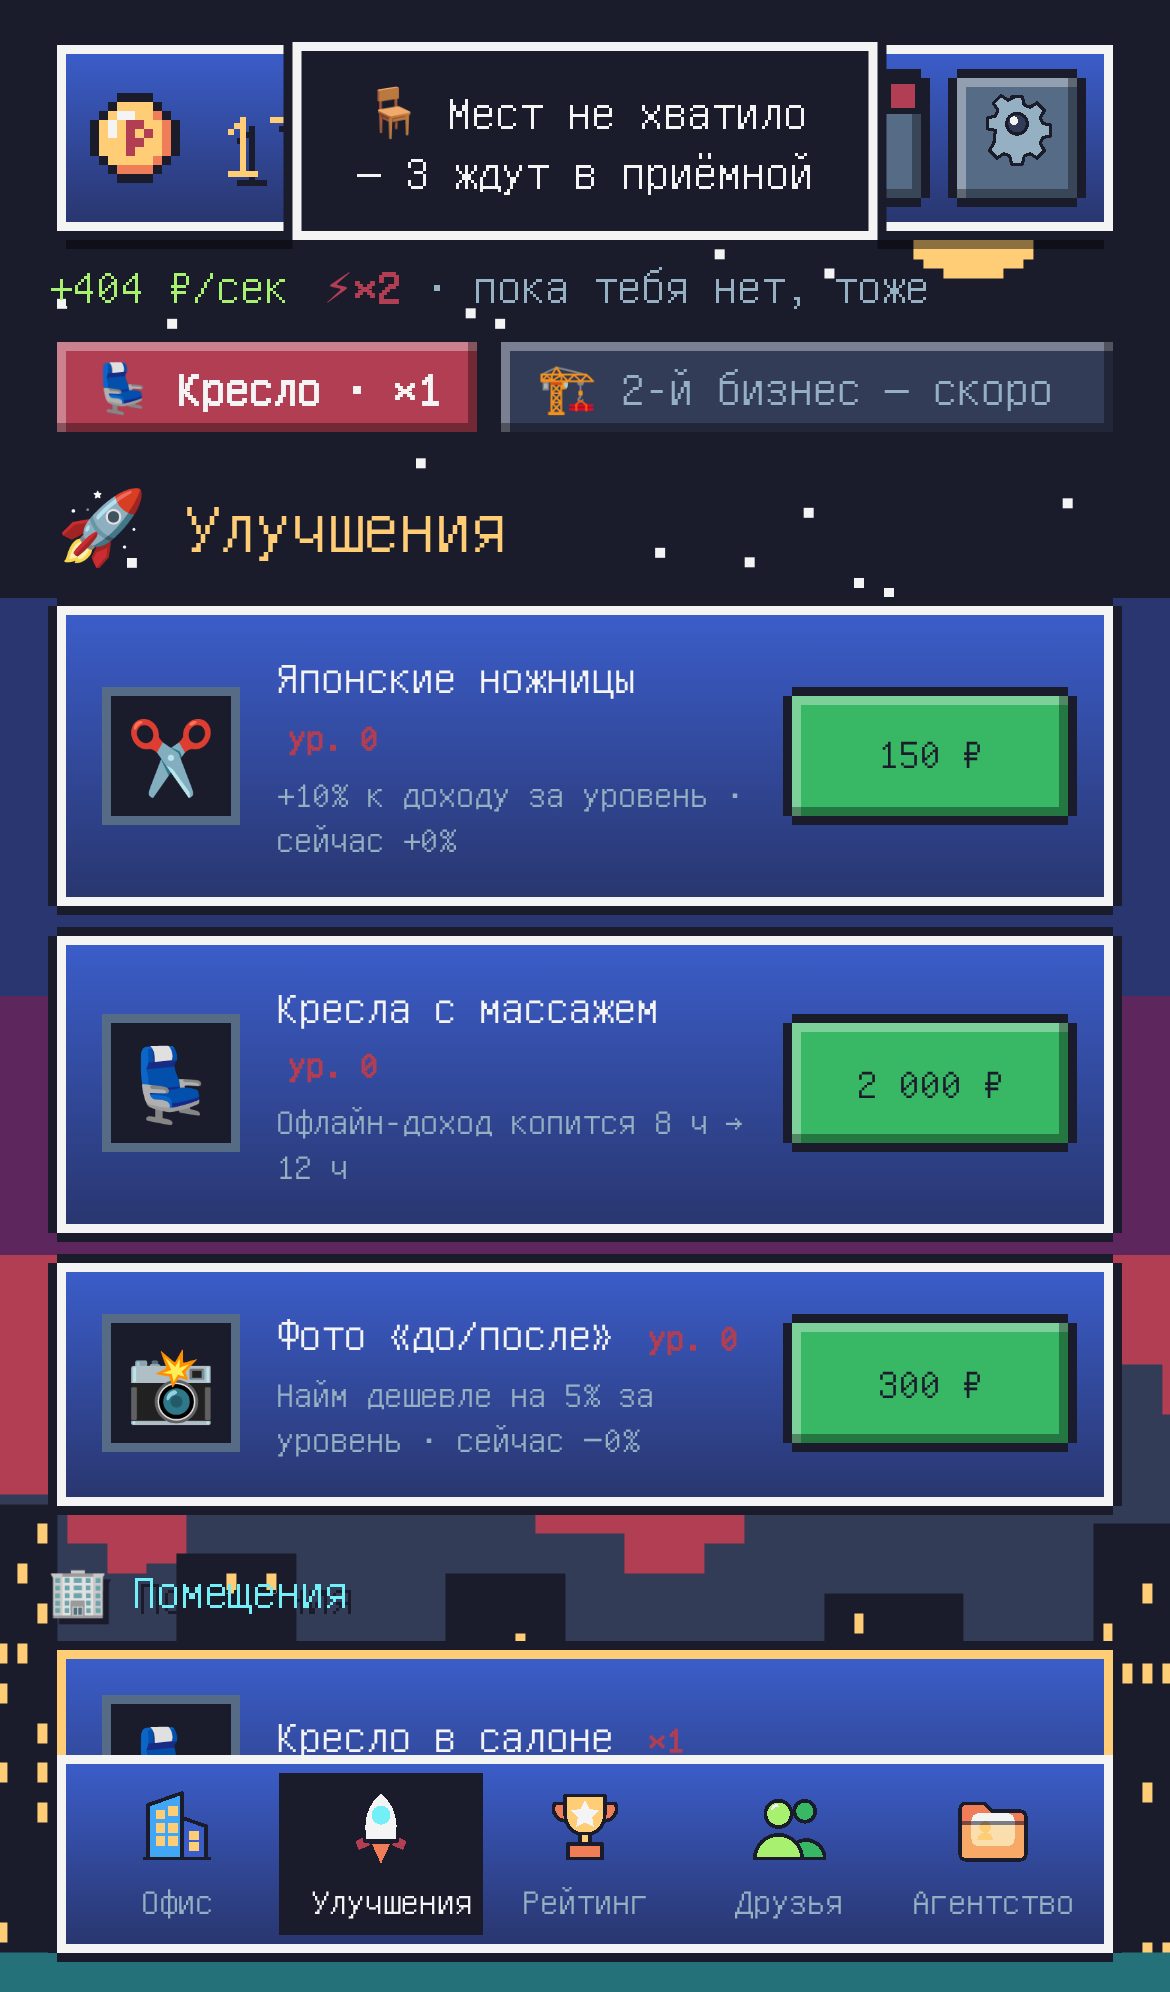 Мест не хватило
– 3 ждут в приёмной
+404 ₽/сек ⚡×2 · пока тебя нет, тоже
Кресло · ×1
2-й бизнес – скоро
Улучшения
Японские ножницы
ур. 0
+10% к доходу за уровень ·
сейчас +0%
150 ₽
Кресла с массажем
ур. 0
Офлайн-доход копится 8 ч →
12 ч
2 000 ₽
Фото «до/после» ур. 0
Найм дешевле на 5% за
уровень · сейчас −0%
300 ₽
Помещения
Кресло в салоне ×1
Офис
Улучшения
Рейтинг
Друзья
Агентство